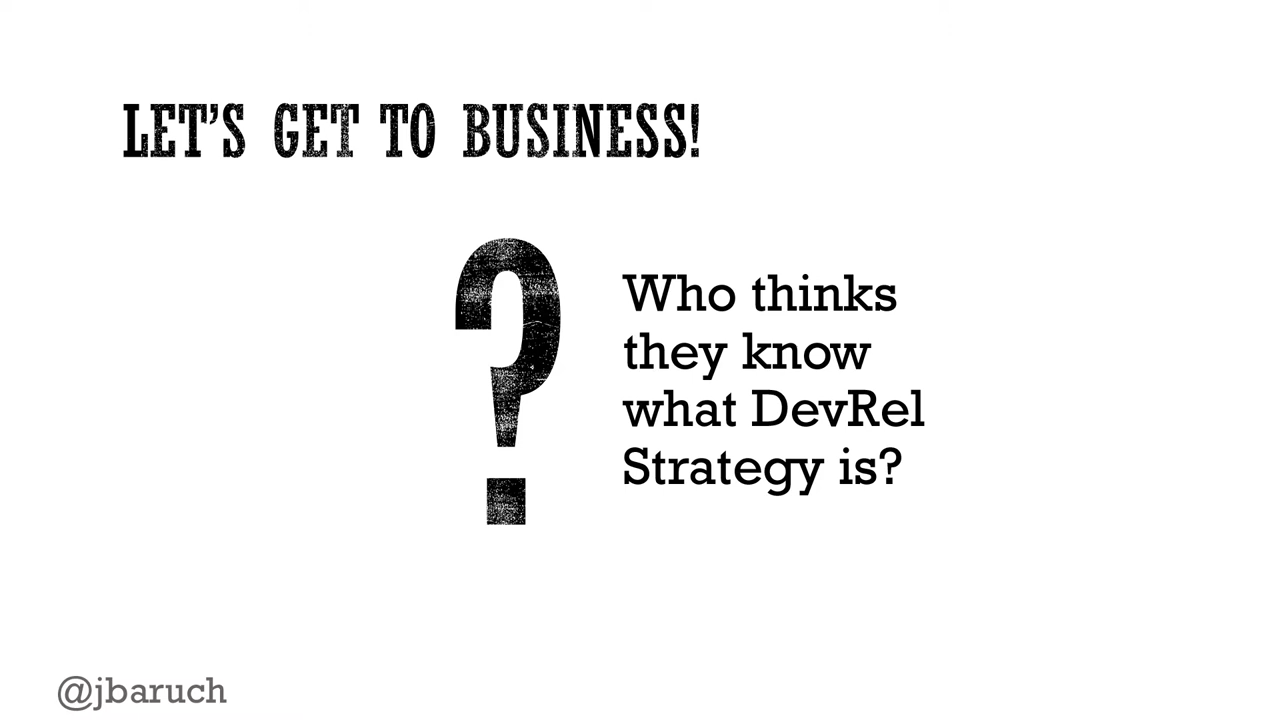 LET'S GET TO BUSINESS!
?
Who thinks
they know
what DevRel
Strategy is?
@jbaruch